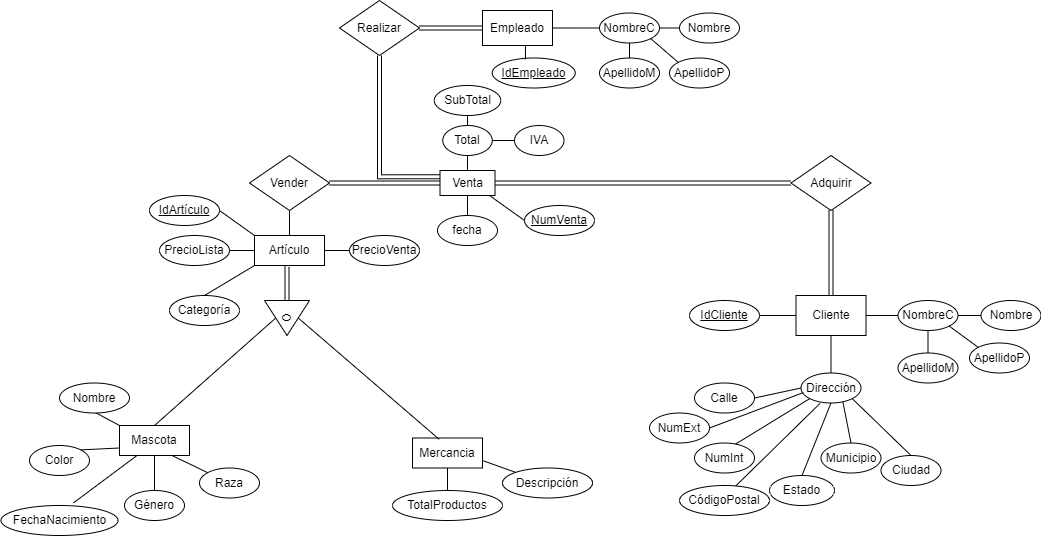 Realizar
Empleado
NombreC
Nombre
IdEmpleado
ApellidoM
ApellidoP
SubTotal
Total
IVA
Vender
Venta
Adquirir
IdArtículo
fecha
NumVenta
PrecioLista
Artículo
PrecioVenta
Categoría
O
IdCliente
Cliente
NombreC
Nombre
ApellidoM
ApellidoP
Dirección
Calle
NumExt
NumInt
CódigoPostal
Estado
Municipio
Ciudad
Nombre
Mascota
Color
Raza
Género
FechaNacimiento
Mercancia
Descripción
TotalProductos